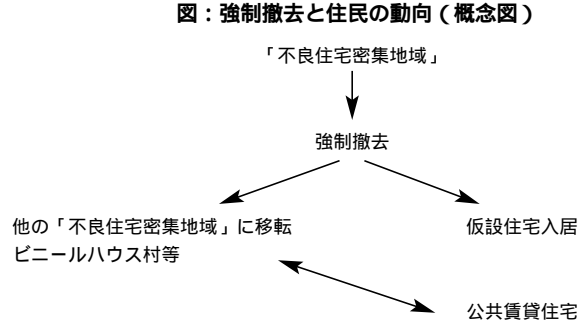 図：強制撤去と住民の動向（概念図）
「不良住宅密集地域」
強制撤去
他の「不良住宅密集地域」に移転
ビニールハウス村等
仮設住宅入居
公共賃貸住宅